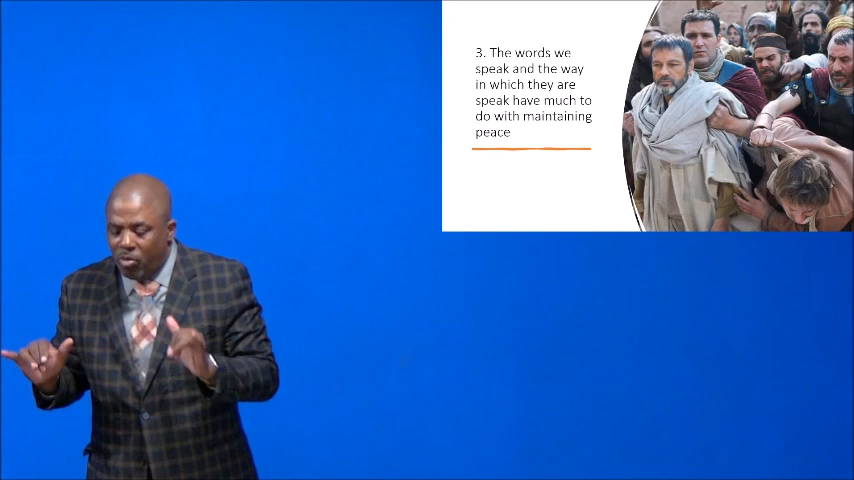 3. The words we
speak and the way
in which they are
speak have much to
do with maintaining
peace